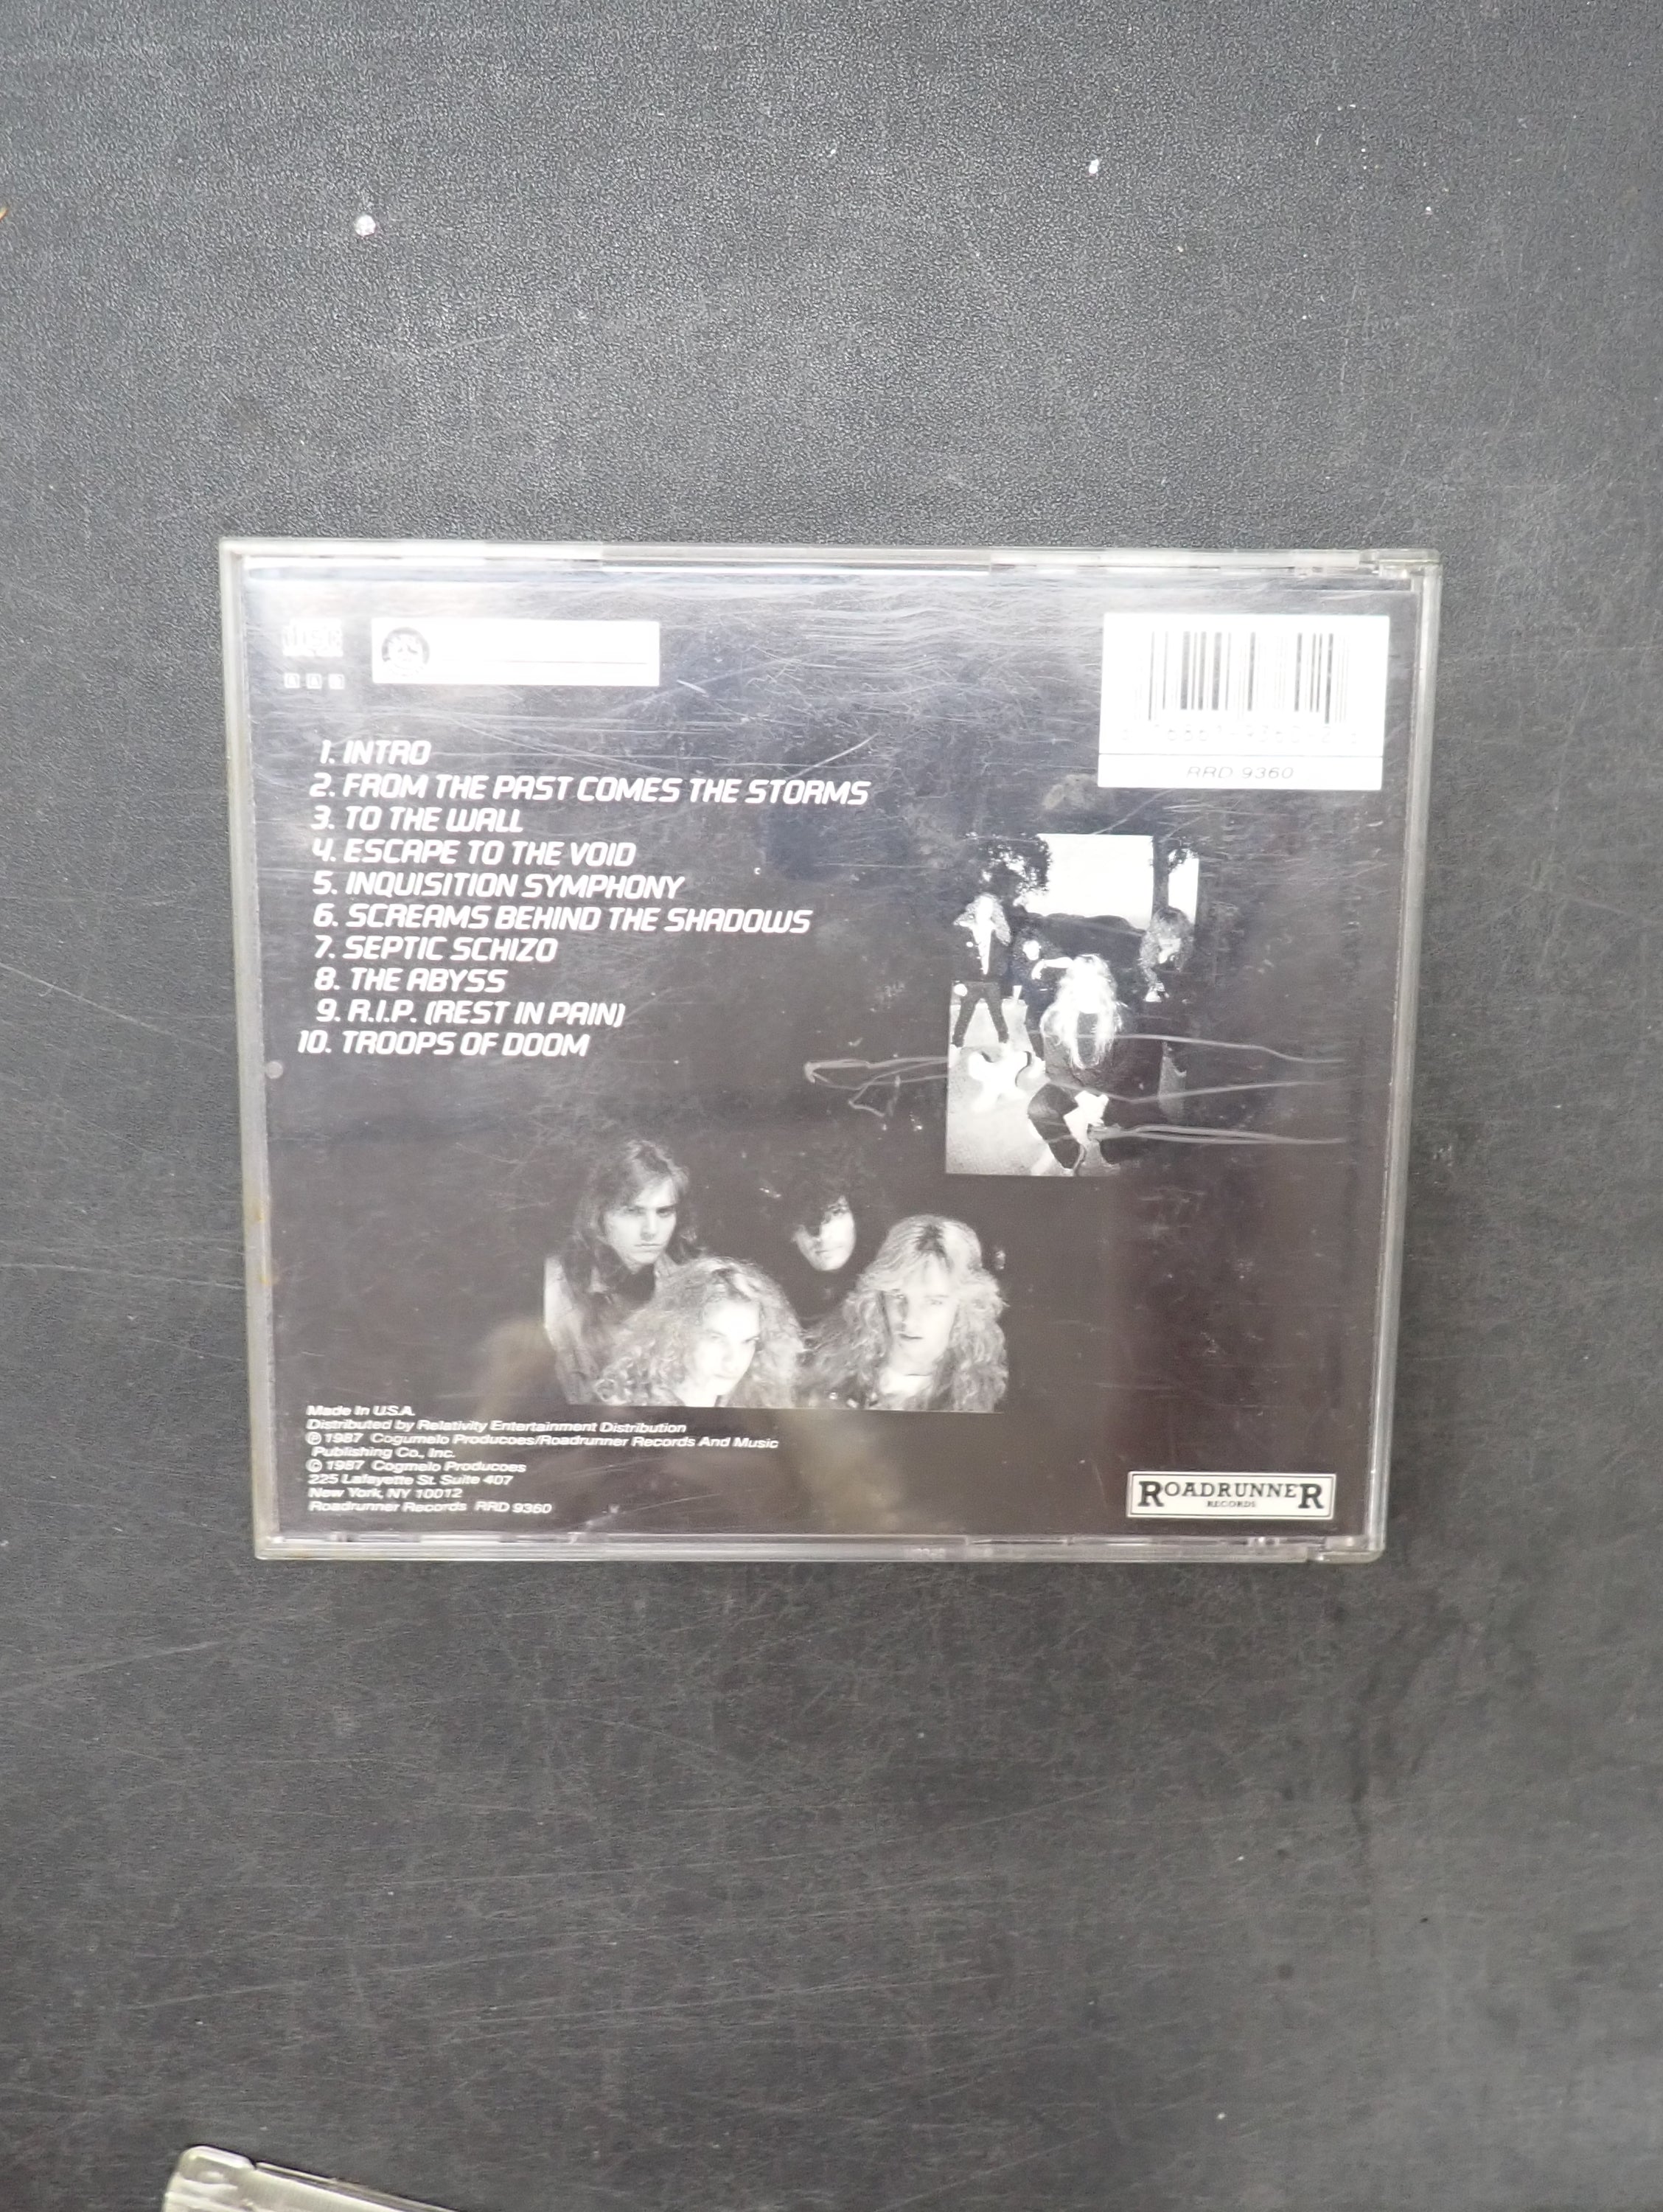 AAD
RRD 9360
1. INTRO
2. FROM THE PAST COMES THE STORMS
3. TO THE WALL
4. ESCAPE TO THE VOID
5. INQUISITION SYMPHONY
6. SCREAMS BEHIND THE SHADOWS
7. SEPTIC SCHIZO
8. THE ABYSS
9. R.I.P. (REST IN PAIN)
10. TROOPS OF DOOM
Made In U.S.A.
Distributed by Relativity Entertainment Distribution
℗ 1987 Cogumelo Producoes/Roadrunner Records And Music
Publishing Co., Inc.
© 1987 Cogmelo Producoes
225 Lafayette St. Suite 407
New York, NY 10012
Roadrunner Records RRD 9360
ROADRUNNER
RECORDS